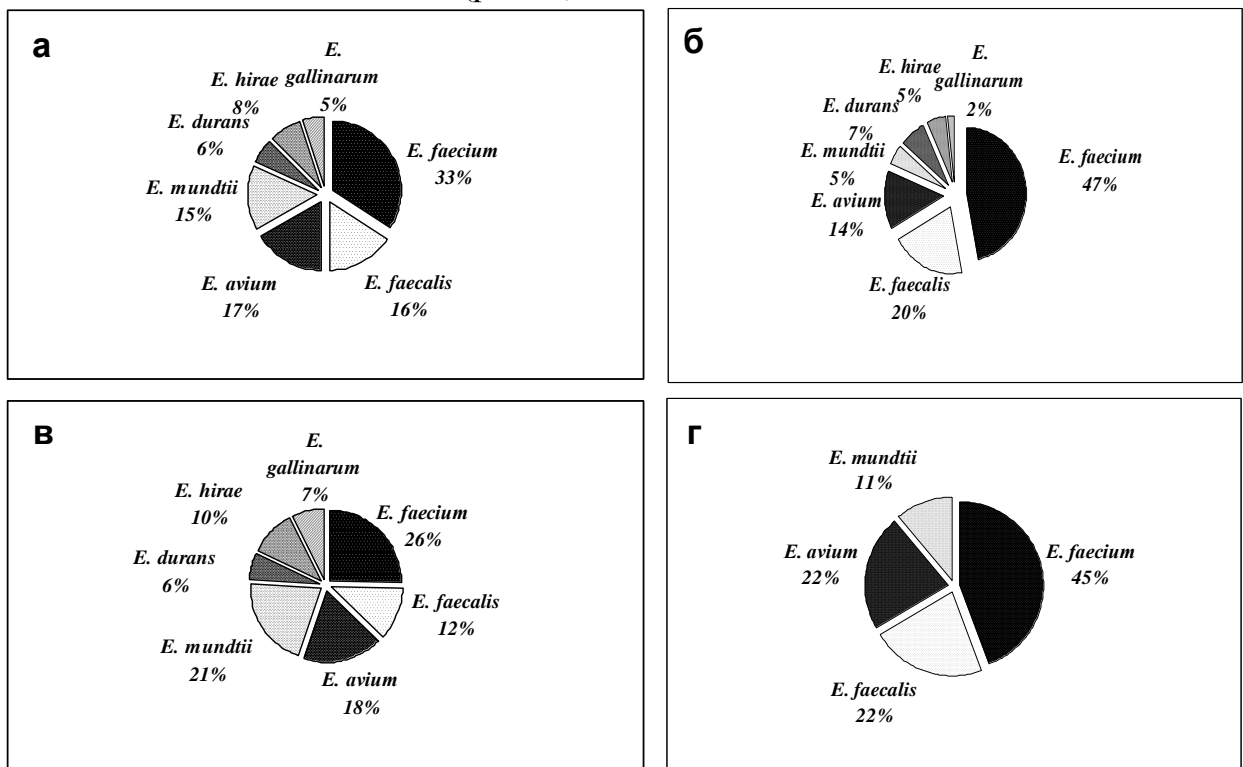 а
E.
gallinarum
5%
E. hirae
8%
E. durans
6%
E. mundtii
15%
E. avium
17%
E. faecalis
16%
E. faecium
33%
б
E.
gallinarum
2%
E. hirae
5%
E. durans
7%
E. mundtii
5%
E. avium
14%
E. faecalis
20%
E. faecium
47%
в
E.
gallinarum
7%
E. hirae
10%
E. durans
6%
E. mundtii
21%
E. avium
18%
E. faecalis
12%
E. faecium
26%
г
E. mundtii
11%
E. avium
22%
E. faecalis
22%
E. faecium
45%